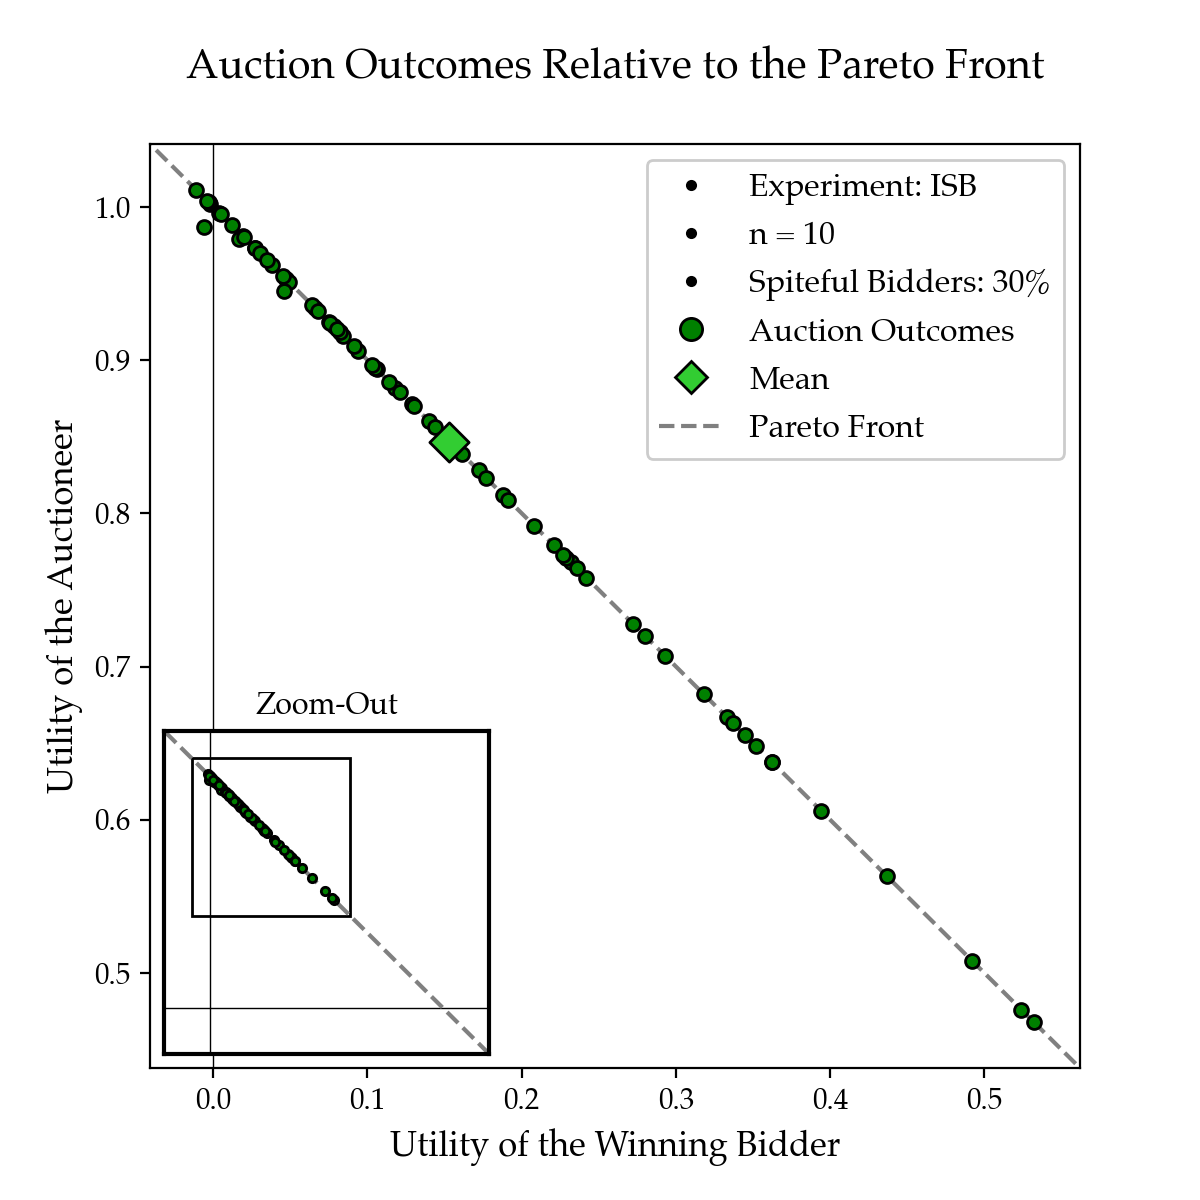 Auction Outcomes Relative to the Pareto Front
Experiment: ISB
n = 10
Spiteful Bidders: 30%
Auction Outcomes
Mean
Pareto Front
Utility of the Auctioneer
1.0
0.9
0.8
0.7
0.6
0.5
Zoom-Out
0.0 0.1 0.2 0.3 0.4 0.5
Utility of the Winning Bidder